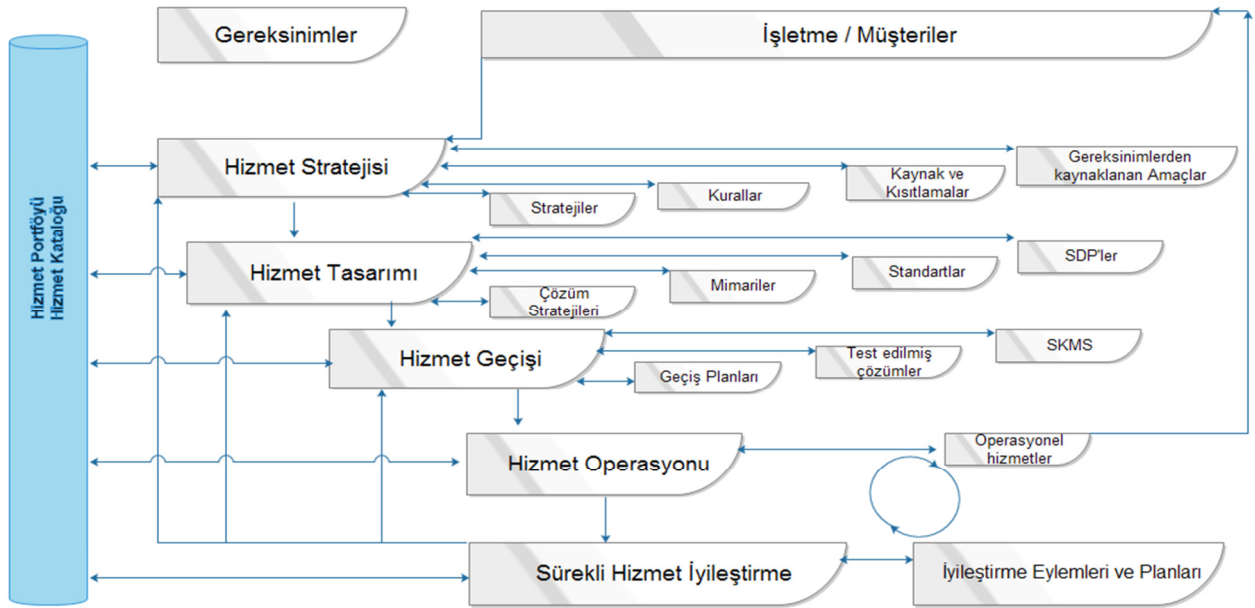 Gereksinimler
İşletme / Müşteriler
Hizmet Portföyü
Hizmet Kataloğu
Hizmet Stratejisi
Gereksinimlerden
kaynaklanan Amaçlar
Kaynak ve
Kısıtlamalar
Kurallar
Stratejiler
Hizmet Tasarımı
SDP'ler
Standartlar
Mimariler
Çözüm
Stratejileri
Hizmet Geçişi
SKMS
Test edilmiş
çözümler
Geçiş Planları
Hizmet Operasyonu
Operasyonel
hizmetler
Sürekli Hizmet İyileştirme
İyileştirme Eylemleri ve Planları